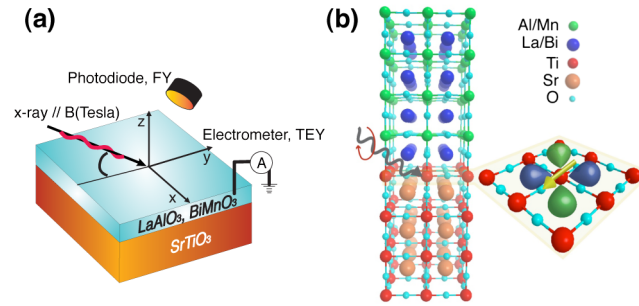 (a)
Photodiode, FY
x-ray // B(Tesla)
z
Electrometer, TEY
y
A
x
LaAlO₃, BiMnO₃
SrTiO₃
(b)
Al/Mn
La/Bi
Ti
Sr
O